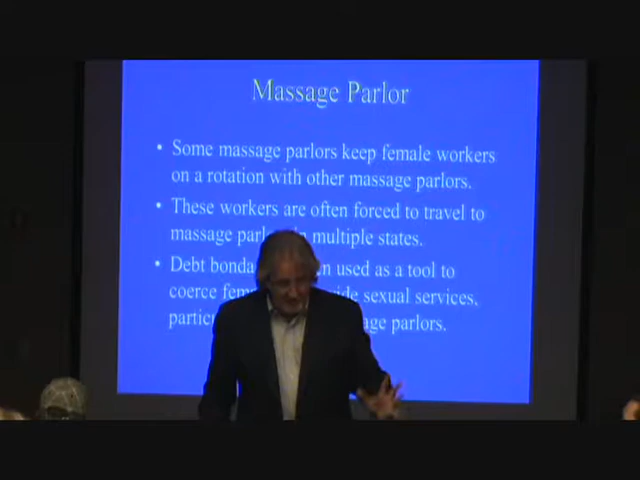 Massage Parlor
• Some massage parlors keep female workers
on a rotation with other massage parlors.
• These workers are often forced to travel to
massage multiple states.
• Debt used as a tool to
coerce sexual services,
parlors.